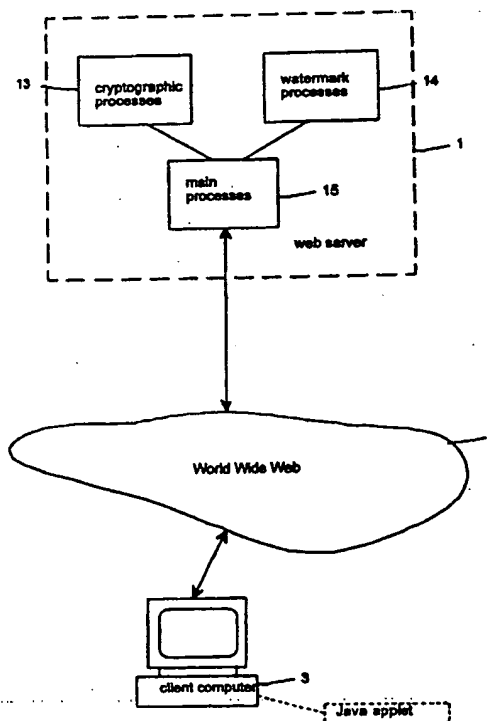 13
cryptographic
processes
watermark
processes
14
1
main
processes
15
web server
World Wide Web
client computer
3
Java applet